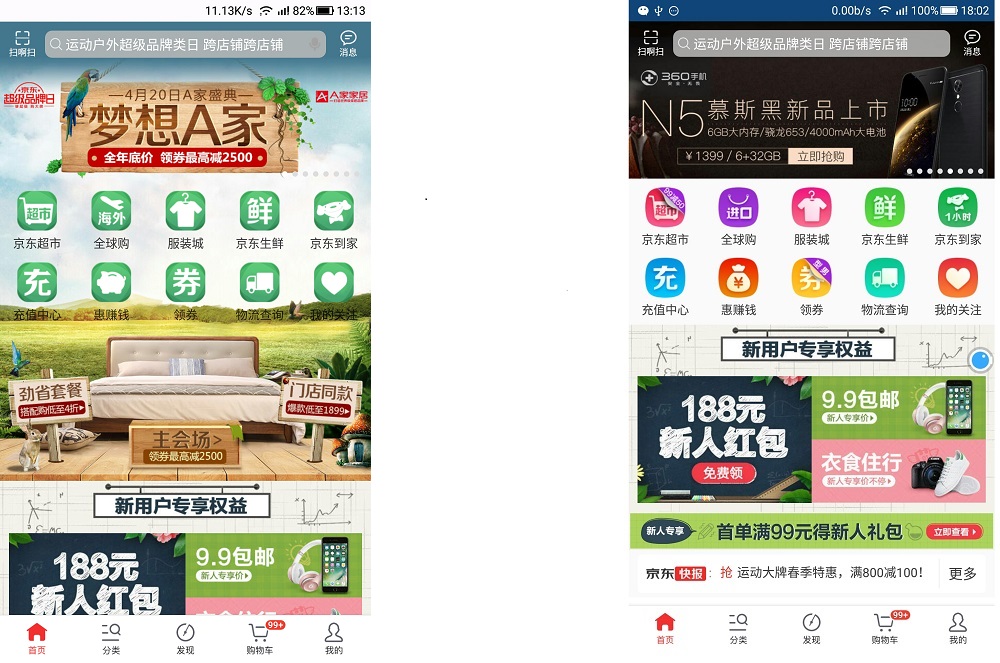 11.13K/s 82% 13:13
扫啊扫
运动户外超级品牌类日 跨店铺跨店铺
消息
京东
超级品牌日
4月20日A家盛典
A家家居
梦想A家
全年底价 领券最高减2500
超市
海外
鲜
京东超市
全球购
服装城
京东生鲜
京东到家
充
券
充值中心
惠赚钱
领券
物流查询
我的关注
劲省套餐
搭配购低至4折
门店同款
爆款低至1899
主会场>
领券最高减2500
新用户专享权益
188元
新人红包
9.9包邮
新人专享价
衣食住行
99+
首页
分类
发现
购物车
我的
0.00b/s 100% 18:02
扫啊扫
运动户外超级品牌类日 跨店铺跨店铺
消息
360手机
N5
慕斯黑新品上市
6GB大内存/骁龙653/4000mAh大电池
¥1399 / 6+32GB
立即抢购
99减50
超市
进口
鲜
1小时
京东超市
全球购
服装城
京东生鲜
京东到家
充
¥
券
型男
充值中心
惠赚钱
领券
物流查询
我的关注
新用户专享权益
188元
新人红包
免费领
9.9包邮
新人专享价
衣食住行
新人专享价不停
新人专享
首单满99元得新人礼包
立即查看
京东快报: 抢 运动大牌春季特惠，满800减100！
更多
99+
首页
分类
发现
购物车
我的